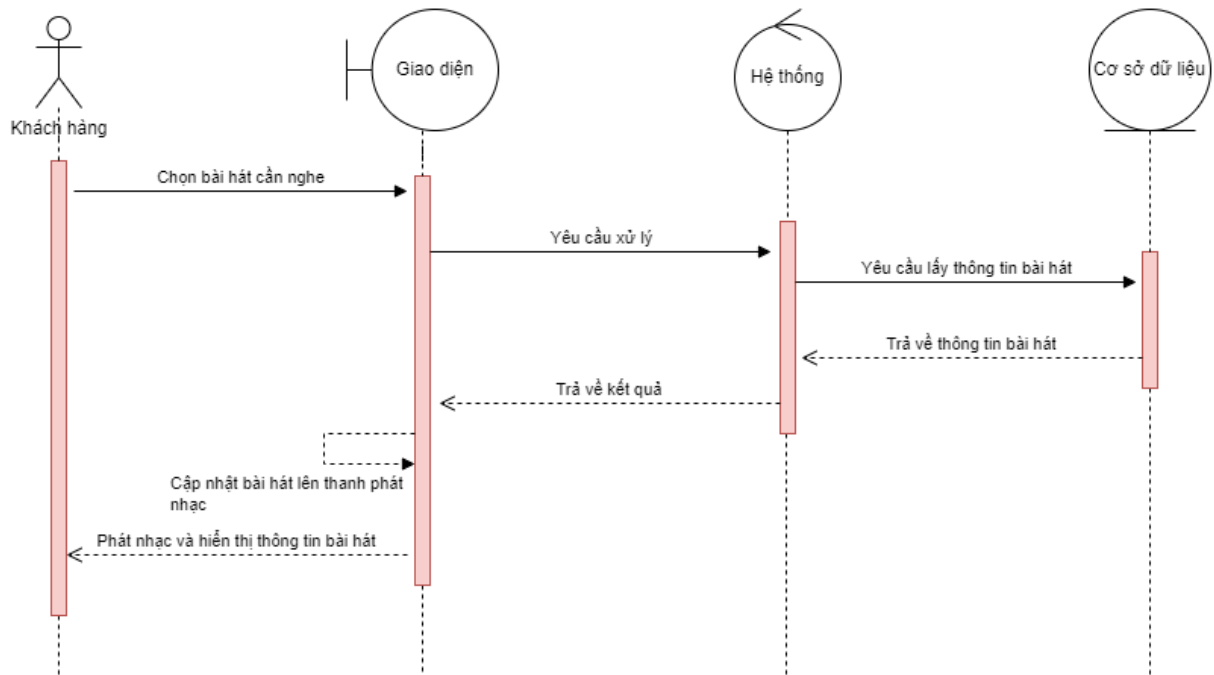 Giao diện
Hệ thống
Cơ sở dữ liệu
Khách hàng
Chọn bài hát cần nghe
Yêu cầu xử lý
Yêu cầu lấy thông tin bài hát
Trả về thông tin bài hát
Trả về kết quả
Cập nhật bài hát lên thanh phát
nhạc
Phát nhạc và hiển thị thông tin bài hát